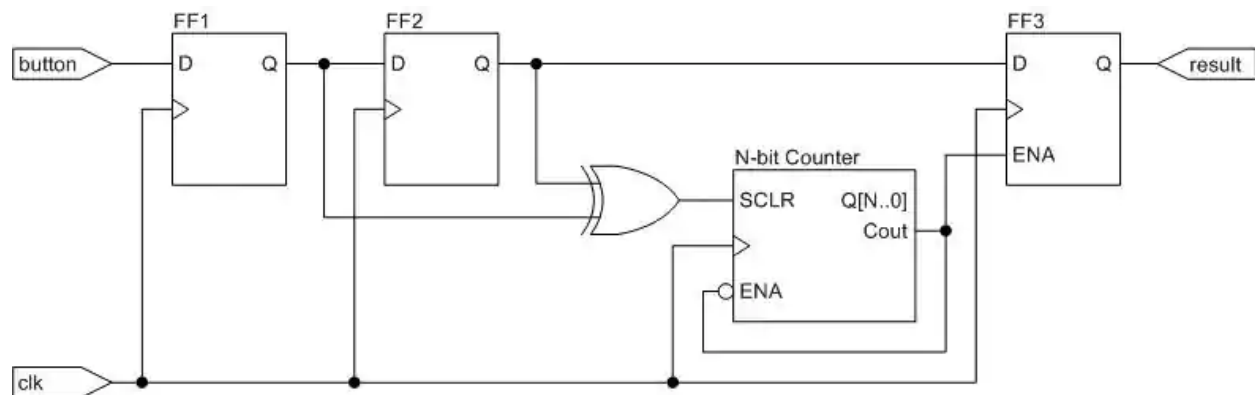 FF1
FF2
FF3
button
D Q
D Q
D Q
result
ENA
N-bit Counter
SCLR Q[N..0]
Cout
ENA
clk